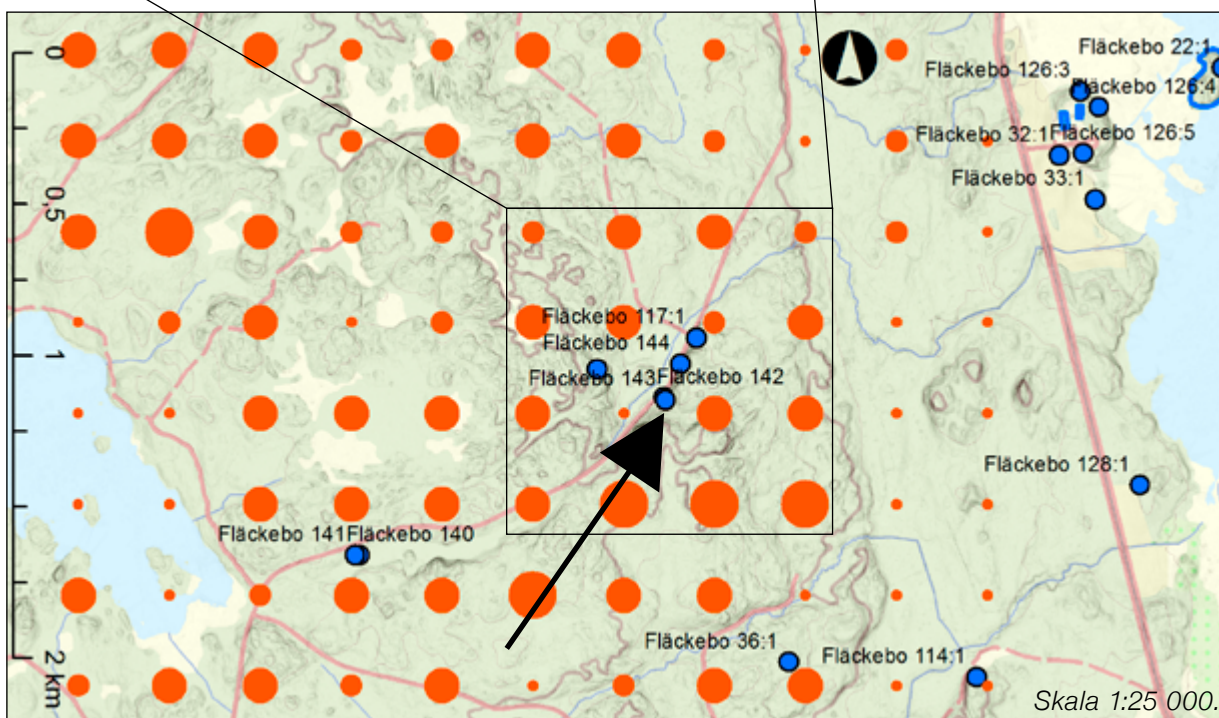 0
Fläckebo 22:1
Fläckebo 126:3
Fläckebo 126:4
Fläckebo 32:1 Fläckebo 126:5
Fläckebo 33:1
0,5
Fläckebo 117:1
Fläckebo 144
1
Fläckebo 143 Fläckebo 142
Fläckebo 128:1
Fläckebo 141 Fläckebo 140
Fläckebo 36:1
Fläckebo 114:1
2 km
Skala 1:25 000.